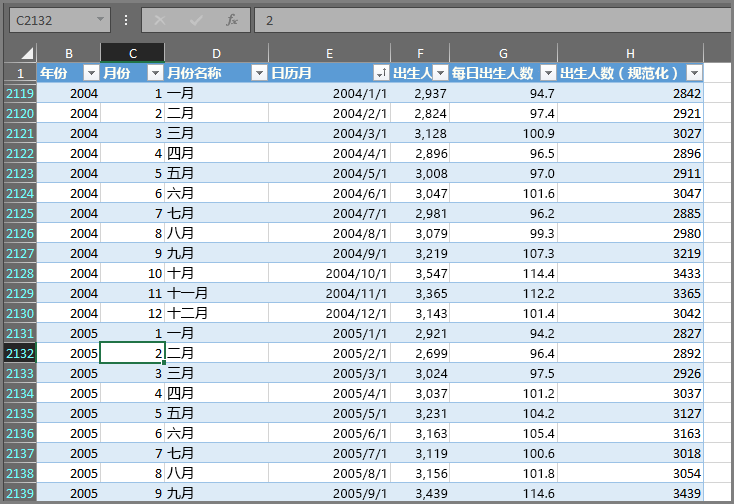 C2132 fx 2
B C D E F G H
1 年份 月份 月份名称 日历月 出生人 每日出生人数 出生人数（规范化）
2119 2004 1 一月 2004/1/1 2,937 94.7 2842
2120 2004 2 二月 2004/2/1 2,824 97.4 2921
2121 2004 3 三月 2004/3/1 3,128 100.9 3027
2122 2004 4 四月 2004/4/1 2,896 96.5 2896
2123 2004 5 五月 2004/5/1 3,008 97.0 2911
2124 2004 6 六月 2004/6/1 3,047 101.6 3047
2125 2004 7 七月 2004/7/1 2,981 96.2 2885
2126 2004 8 八月 2004/8/1 3,079 99.3 2980
2127 2004 9 九月 2004/9/1 3,219 107.3 3219
2128 2004 10 十月 2004/10/1 3,547 114.4 3433
2129 2004 11 十一月 2004/11/1 3,365 112.2 3365
2130 2004 12 十二月 2004/12/1 3,143 101.4 3042
2131 2005 1 一月 2005/1/1 2,921 94.2 2827
2132 2005 2 二月 2005/2/1 2,699 96.4 2892
2133 2005 3 三月 2005/3/1 3,024 97.5 2926
2134 2005 4 四月 2005/4/1 3,037 101.2 3037
2135 2005 5 五月 2005/5/1 3,231 104.2 3127
2136 2005 6 六月 2005/6/1 3,163 105.4 3163
2137 2005 7 七月 2005/7/1 3,119 100.6 3018
2138 2005 8 八月 2005/8/1 3,156 101.8 3054
2139 2005 9 九月 2005/9/1 3,439 114.6 3439